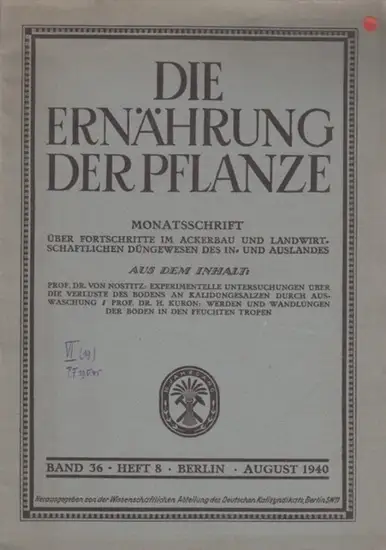 DIE
ERNÄHRUNG
DER PFLANZE
MONATSSCHRIFT
ÜBER FORTSCHRITTE IM ACKERBAU UND LANDWIRT-
SCHAFTLICHEN DÜNGEWESEN DES IN- UND AUSLANDES
AUS DEM INHALT:
PROF. DR. VON NOSTITZ: EXPERIMENTELLE UNTERSUCHUNGEN ÜBER
DIE VERLUSTE DES BODENS AN KALIDÜNGESALZEN DURCH AUS-
WASCHUNG / PROF. DR. H. KURON: WERDEN UND WANDLUNGEN
DER BODEN IN DEN FEUCHTEN TROPEN
VI
BAND 36 · HEFT 8 · BERLIN · AUGUST 1940
Herausgegeben von der Wissenschaftlichen Abteilung des Deutschen Kalisyndikats, Berlin SW11